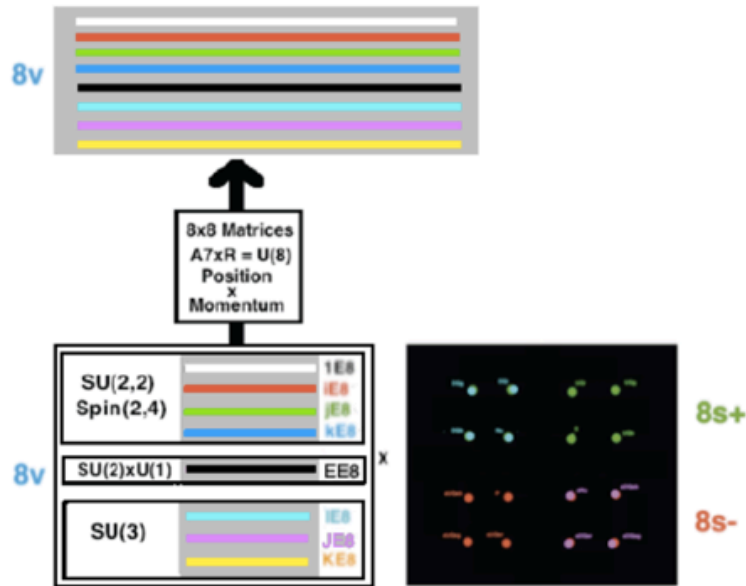 8v
8x8 Matrices
A7xR = U(8)
Position
x
Momentum
SU(2,2)
Spin(2,4)
1E8
iE8
jE8
kE8
8v
SU(2)xU(1)
EE8
x
SU(3)
IE8
JE8
KE8
8s+
8s-